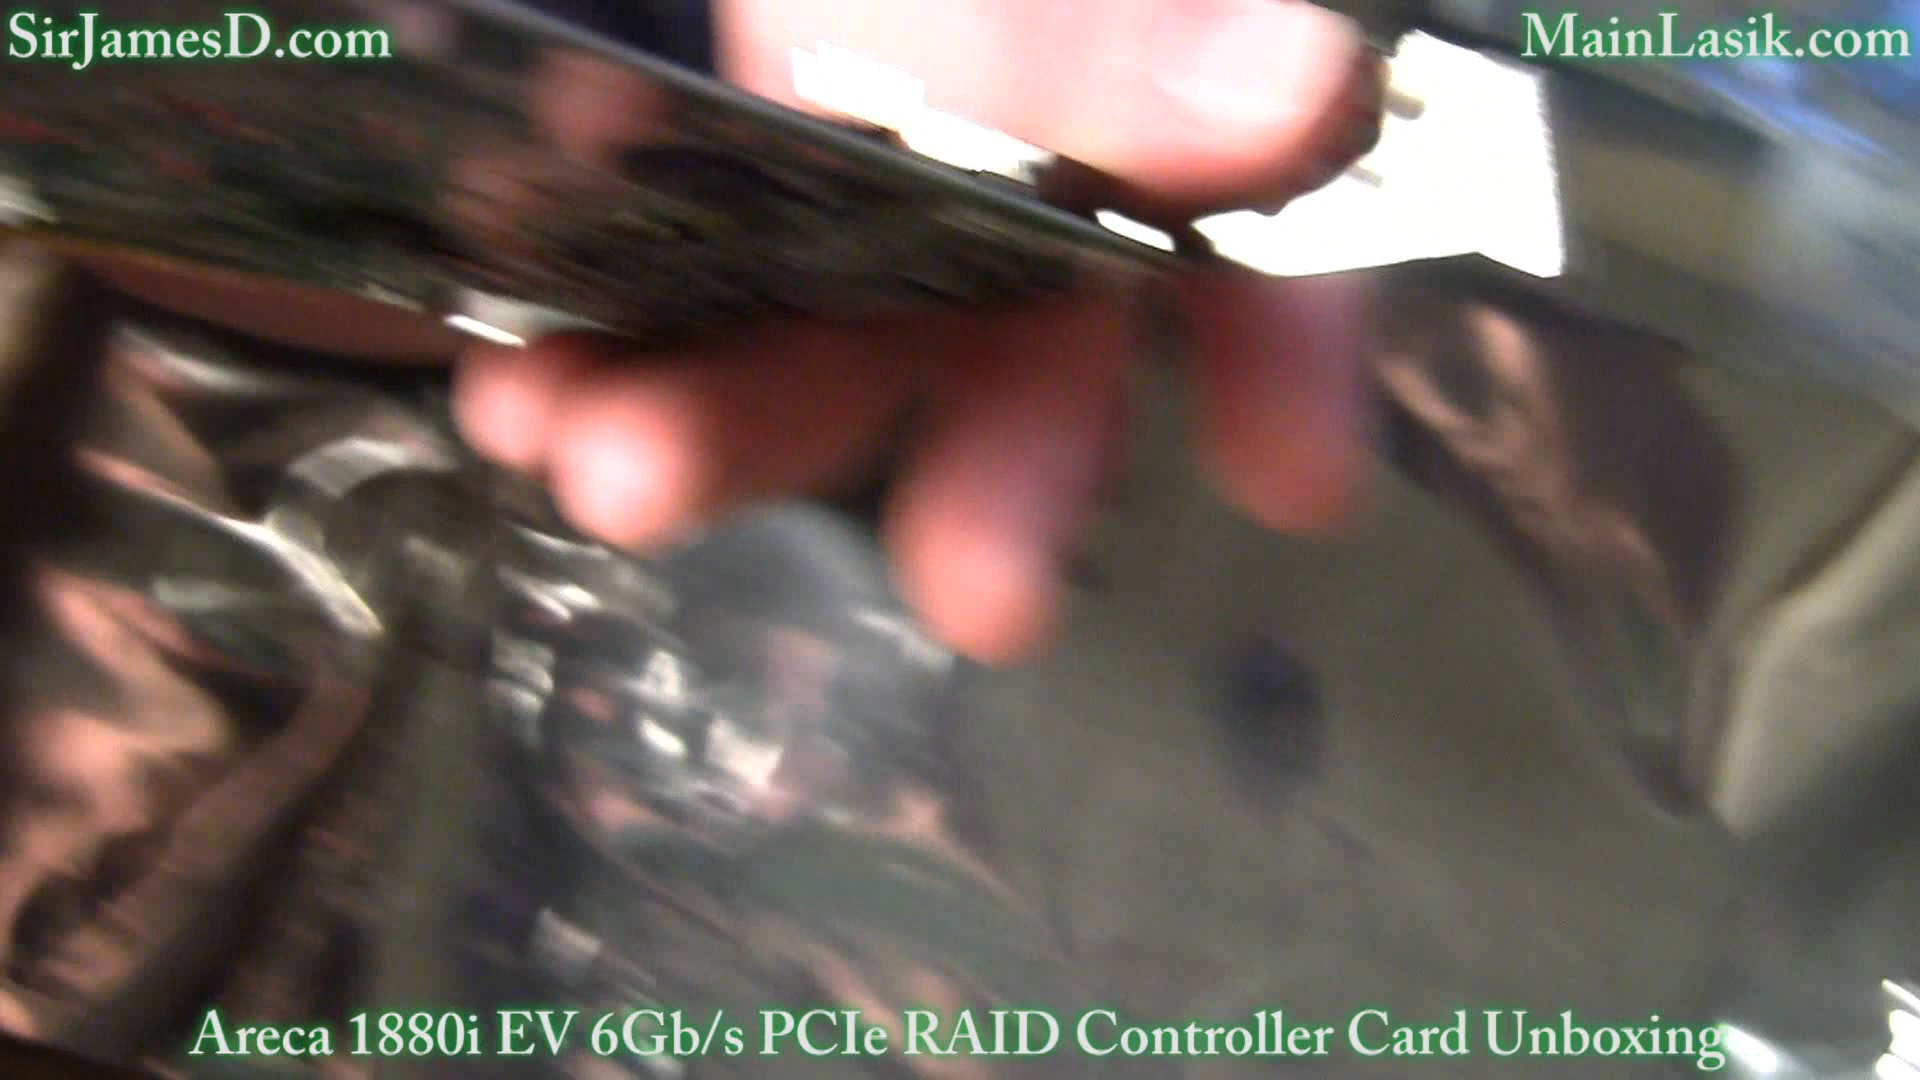 SirJamesD.com
MainLasik.com
Areca 1880i EV 6Gb/s PCIe RAID Controller Card Unboxing